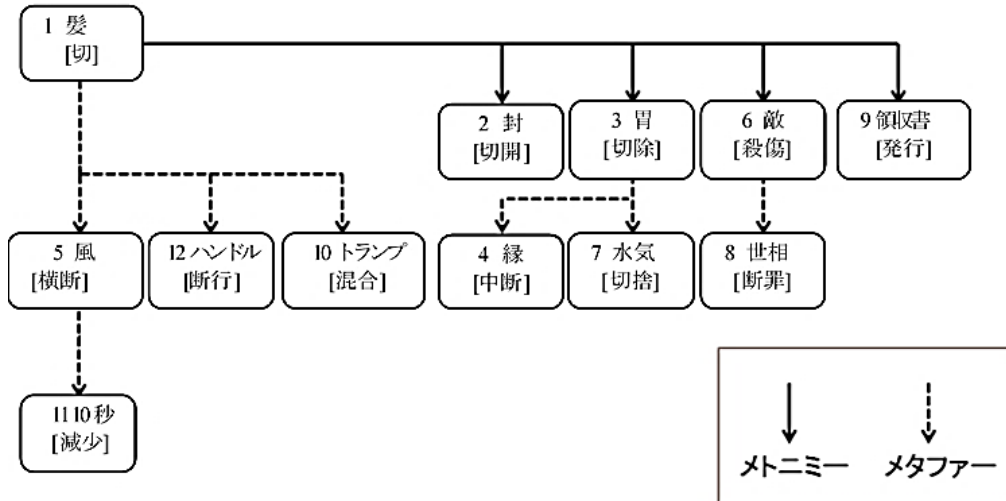 1 髪
[切]
2 封
[切開]
3 胃
[切除]
6 敵
[殺傷]
9 領収書
[発行]
5 風
[横断]
12 ハンドル
[断行]
10 トランプ
[混合]
4 縁
[中断]
7 水気
[切捨]
8 世相
[断罪]
11 10秒
[減少]
メトニミー
メタファー